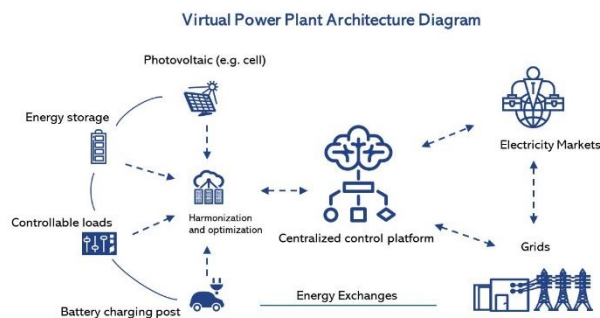 Virtual Power Plant Architecture Diagram
Photovoltaic (e.g. cell)
Energy storage
Electricity Markets
Controllable loads
Harmonization
and optimization
Centralized control platform
Grids
Battery charging post
Energy Exchanges